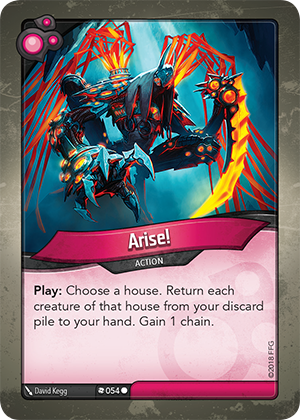 Arise!
ACTION
Play: Choose a house. Return each
creature of that house from your discard
pile to your hand. Gain 1 chain.
©2018 FFG
David Kegg
054